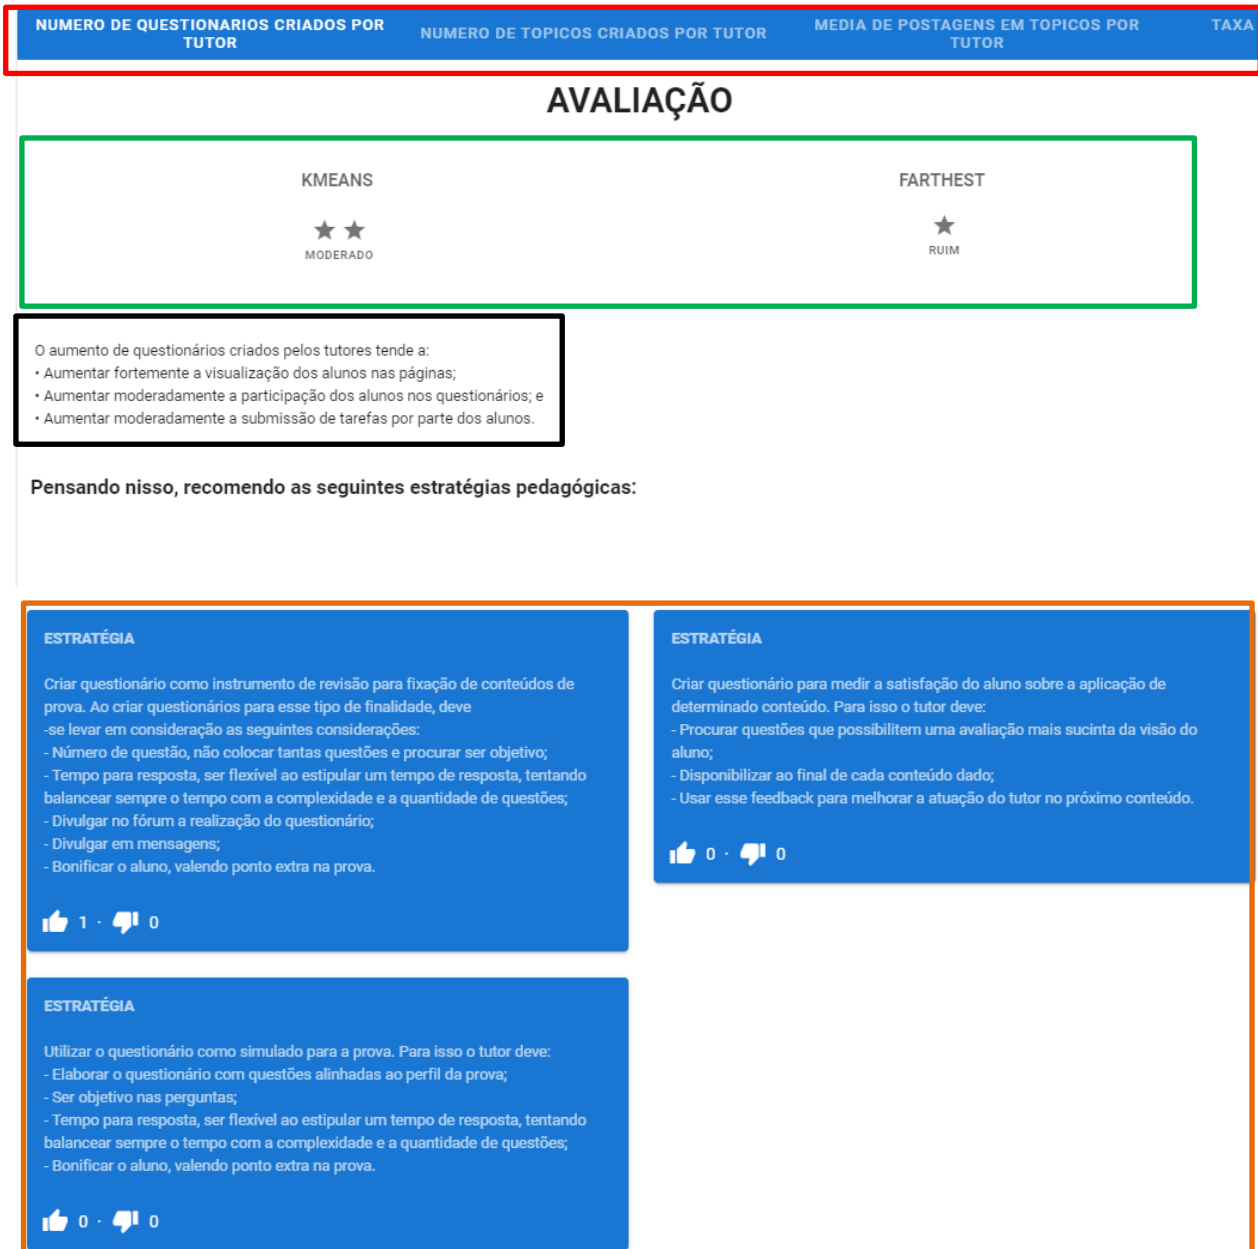 NUMERO DE QUESTIONARIOS CRIADOS POR
TUTOR
NUMERO DE TOPICOS CRIADOS POR TUTOR
MEDIA DE POSTAGENS EM TOPICOS POR
TUTOR
TAXA
AVALIAÇÃO
KMEANS
MODERADO
FARTHEST
RUIM
O aumento de questionários criados pelos tutores tende a:
• Aumentar fortemente a visualização dos alunos nas páginas;
• Aumentar moderadamente a participação dos alunos nos questionários; e
• Aumentar moderadamente a submissão de tarefas por parte dos alunos.
Pensando nisso, recomendo as seguintes estratégias pedagógicas:
ESTRATÉGIA
Criar questionário como instrumento de revisão para fixação de conteúdos de
prova. Ao criar questionários para esse tipo de finalidade, deve
-se levar em consideração as seguintes considerações:
- Número de questão, não colocar tantas questões e procurar ser objetivo;
- Tempo para resposta, ser flexível ao estipular um tempo de resposta, tentando
balancear sempre o tempo com a complexidade e a quantidade de questões;
- Divulgar no fórum a realização do questionário;
- Divulgar em mensagens;
- Bonificar o aluno, valendo ponto extra na prova.
1 · 0
ESTRATÉGIA
Criar questionário para medir a satisfação do aluno sobre a aplicação de
determinado conteúdo. Para isso o tutor deve:
- Procurar questões que possibilitem uma avaliação mais sucinta da visão do
aluno;
- Disponibilizar ao final de cada conteúdo dado;
- Usar esse feedback para melhorar a atuação do tutor no próximo conteúdo.
0 · 0
ESTRATÉGIA
Utilizar o questionário como simulado para a prova. Para isso o tutor deve:
- Elaborar o questionário com questões alinhadas ao perfil da prova;
- Ser objetivo nas perguntas;
- Tempo para resposta, ser flexível ao estipular um tempo de resposta, tentando
balancear sempre o tempo com a complexidade e a quantidade de questões;
- Bonificar o aluno, valendo ponto extra na prova.
0 · 0